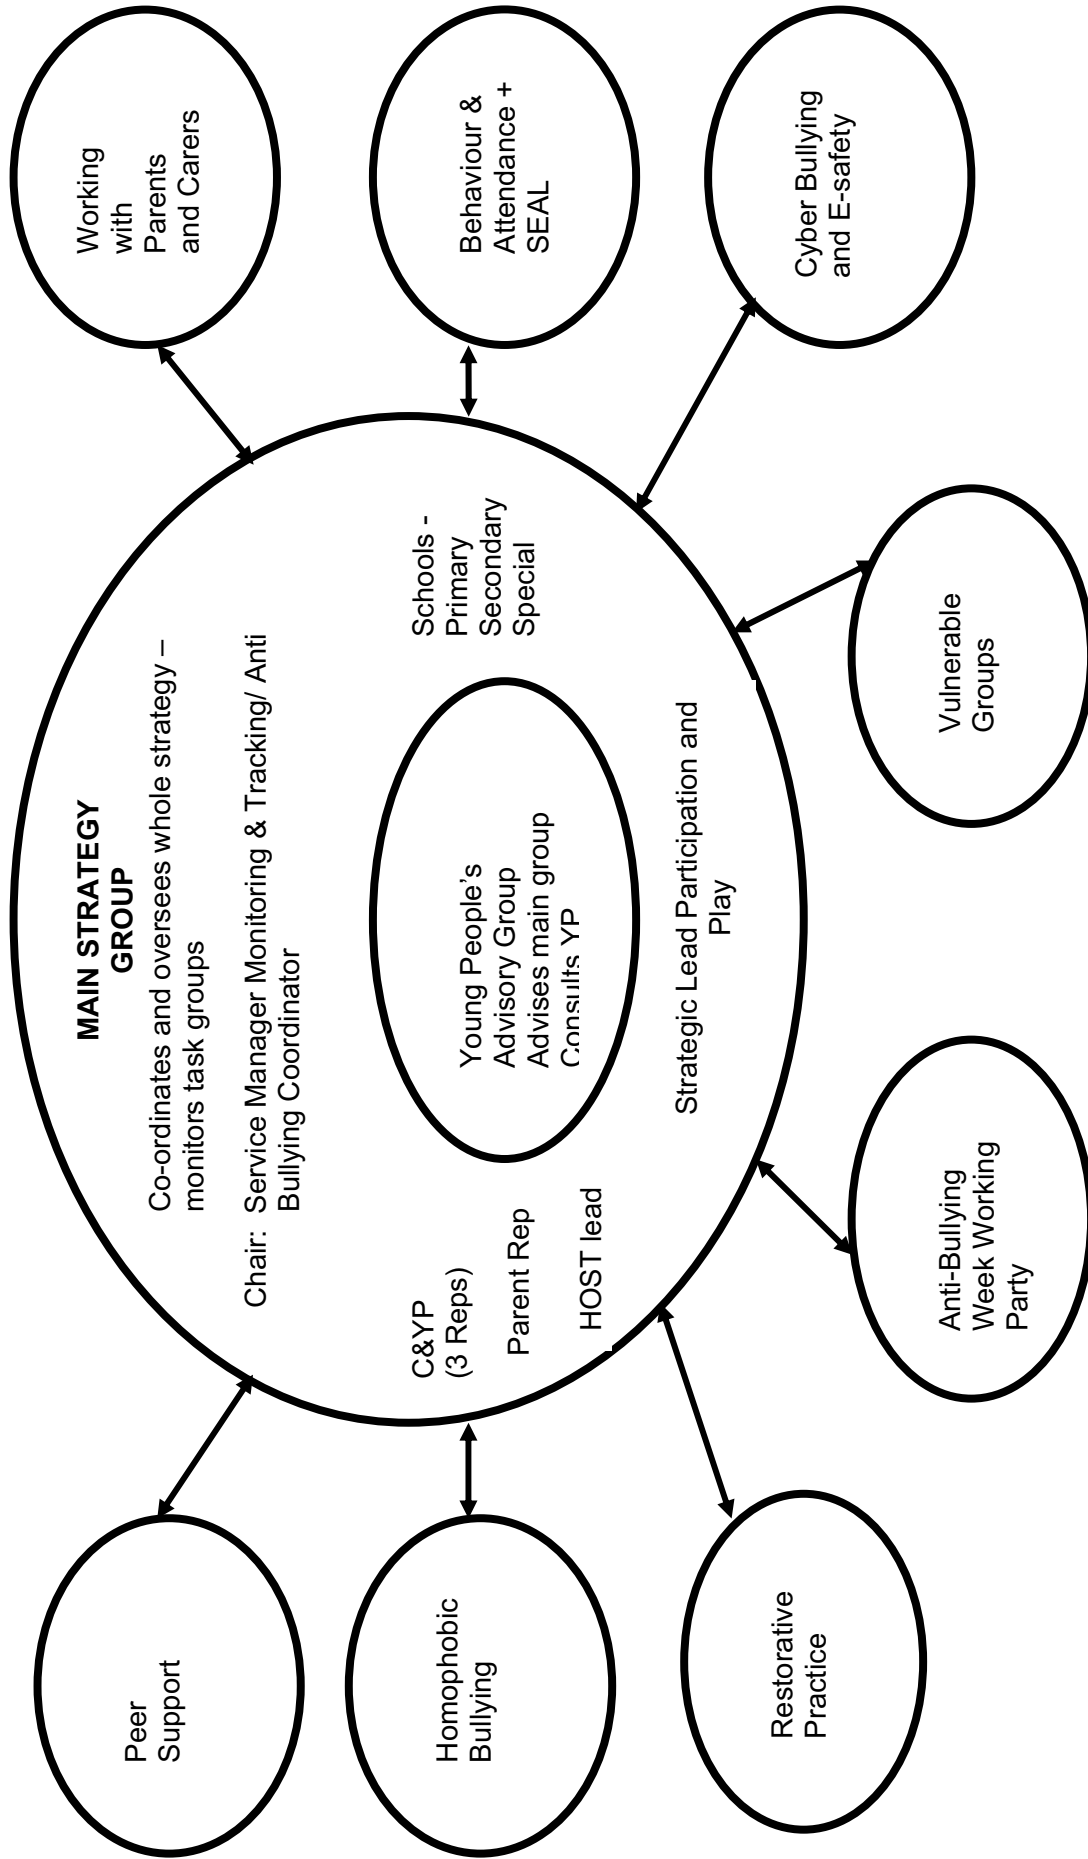 MAIN STRATEGY
GROUP
Co-ordinates and oversees whole strategy –
monitors task groups
Chair: Service Manager Monitoring & Tracking/ Anti
Bullying Coordinator
C&YP
(3 Reps)
Parent Rep
HOST lead
Young People's
Advisory Group
Advises main group
Consults YP
Schools -
Primary
Secondary
Special
Strategic Lead Participation and
Play
Peer
Support
Homophobic
Bullying
Restorative
Practice
Anti-Bullying
Week Working
Party
Vulnerable
Groups
Cyber Bullying
and E-safety
Behaviour &
Attendance +
SEAL
Working
with
Parents
and Carers